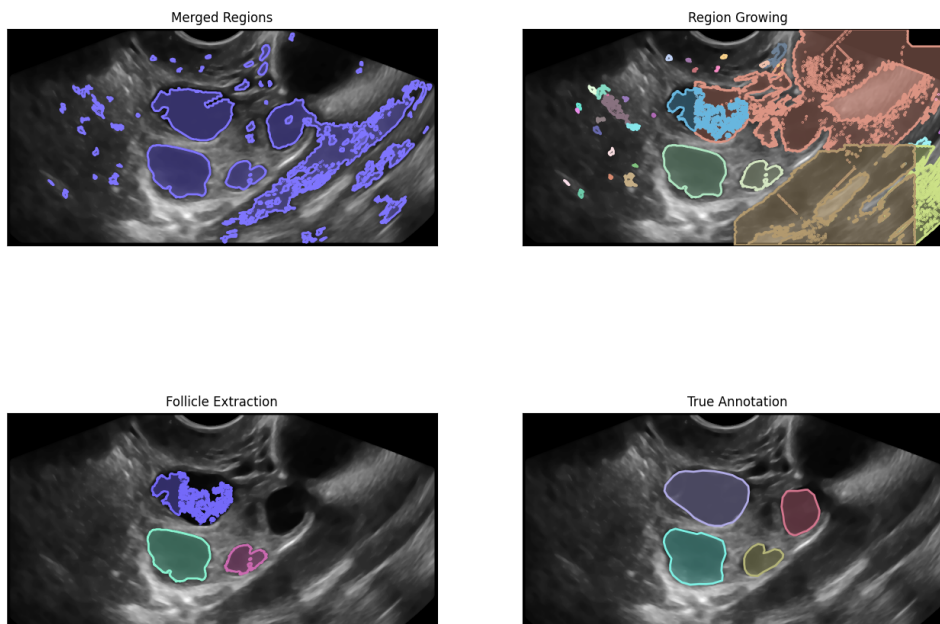 Merged Regions
Region Growing
Follicle Extraction
True Annotation